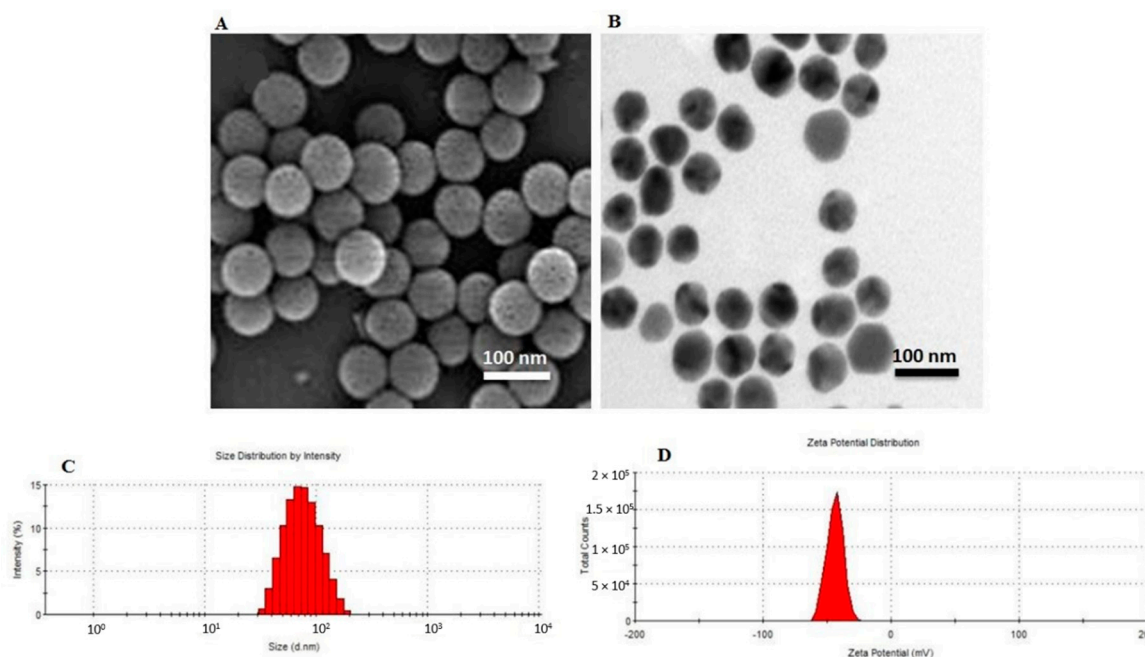 A
B
100 nm
100 nm
C
Size Distribution by Intensity
15
10
5
0
Intensity (%)
10⁰
10¹
10²
10³
10⁴
Size (d.nm)
D
Zeta Potential Distribution
2 × 10⁵
1.5 × 10⁵
1 × 10⁵
5 × 10⁴
0
Total Counts
-200
-100
0
100
Zeta Potential (mV)